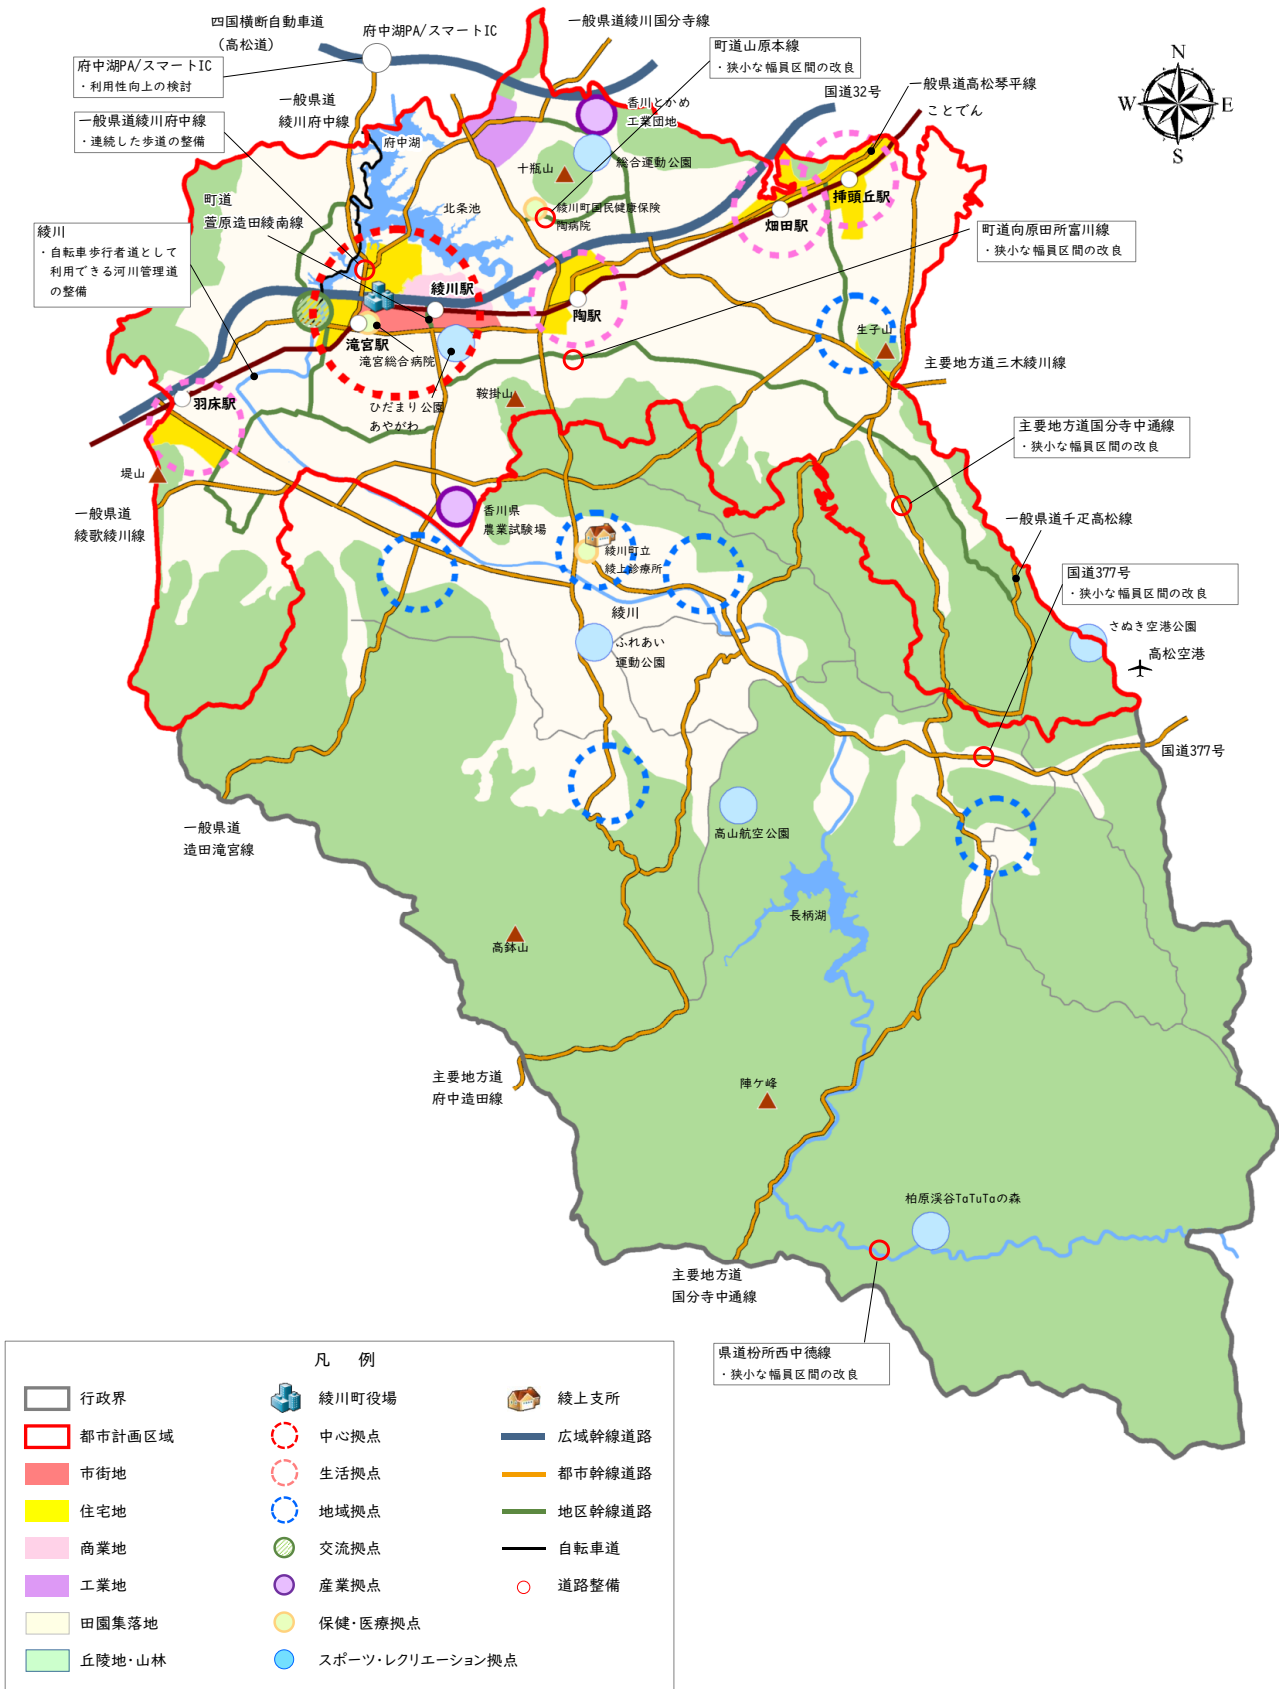 四国横断自動車道
(高松道)
府中湖PA/スマートIC
一般県道綾川国分寺線
府中湖PA/スマートIC
・利用性向上の検討
町道山原本線
・狭小な幅員区間の改良
N
W
E
S
一般県道高松琴平線
国道32号
ことでん
一般県道
綾川府中線
香川とかめ
工業団地
一般県道綾川府中線
・連続した歩道の整備
府中湖
十瓶山
総合運動公園
挿頭丘駅
町道
萱原造田綾南線
北条池
綾川町国民健康保険
陶病院
畑田駅
綾川
・自転車歩行者道として
利用できる河川管理道
の整備
町道向原田所富川線
・狭小な幅員区間の改良
綾川駅
陶駅
滝宮駅
滝宮総合病院
生子山
主要地方道三木綾川線
羽床駅
ひだまり公園
あやがわ
鞍掛山
主要地方道国分寺中通線
・狭小な幅員区間の改良
堤山
一般県道
綾歌綾川線
香川県
農業試験場
一般県道千疋高松線
綾川町立
綾上診療所
国道377号
・狭小な幅員区間の改良
綾川
さぬき空港公園
ふれあい
運動公園
高松空港
国道377号
一般県道
造田滝宮線
高山航空公園
長柄湖
高鉢山
主要地方道
府中造田線
陣ケ峰
柏原渓谷TaTuTaの森
主要地方道
国分寺中通線
県道枌所西中徳線
・狭小な幅員区間の改良
凡 例
行政界
綾川町役場
綾上支所
都市計画区域
中心拠点
広域幹線道路
市街地
生活拠点
都市幹線道路
住宅地
地域拠点
地区幹線道路
商業地
交流拠点
自転車道
工業地
産業拠点
道路整備
田園集落地
保健・医療拠点
丘陵地・山林
スポーツ・レクリエーション拠点